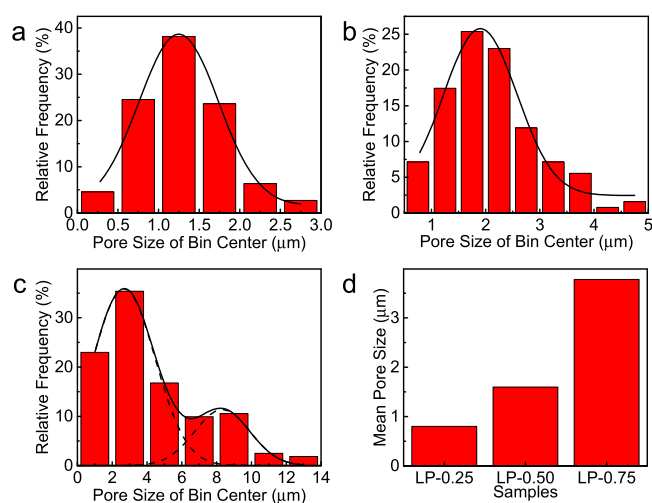 a
Relative Frequency (%)
40
30
20
10
0
0.0 0.5 1.0 1.5 2.0 2.5 3.0
Pore Size of Bin Center (μm)
b
Relative Frequency (%)
25
20
15
10
5
0
1 2 3 4 5
Pore Size of Bin Center (μm)
c
Relative Frequency (%)
30
20
10
0
0 2 4 6 8 10 12 14
Pore Size of Bin Center (μm)
d
Mean Pore Size (μm)
3
2
1
0
LP-0.25 LP-0.50 LP-0.75
Samples